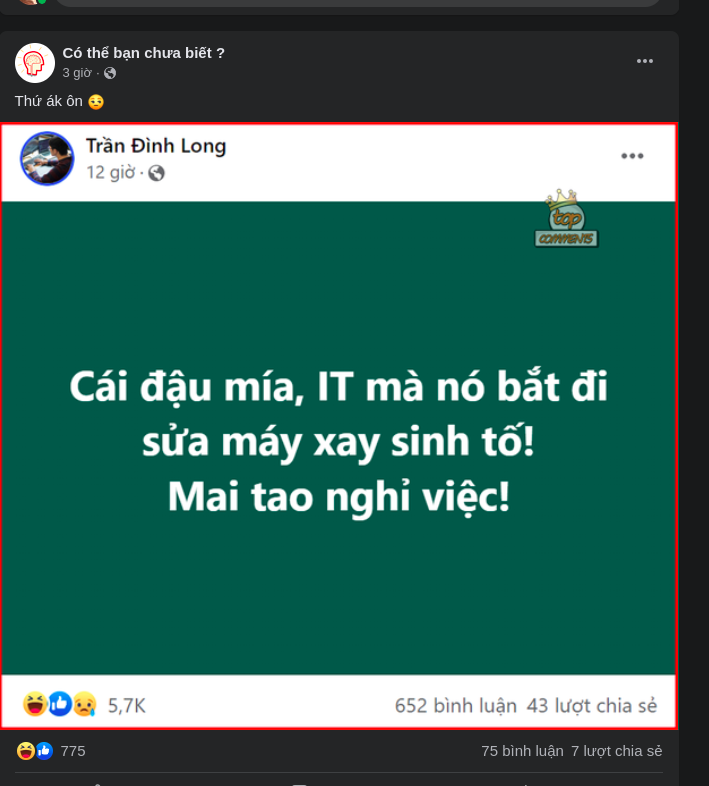 Có thể bạn chưa biết ?
3 giờ ·
Thứ ák ôn
Trần Đình Long
12 giờ ·
top
COMMENTS
Cái đậu mía, IT mà nó bắt đi
sửa máy xay sinh tố!
Mai tao nghỉ việc!
5,7K 652 bình luận 43 lượt chia sẻ
775 75 bình luận 7 lượt chia sẻ